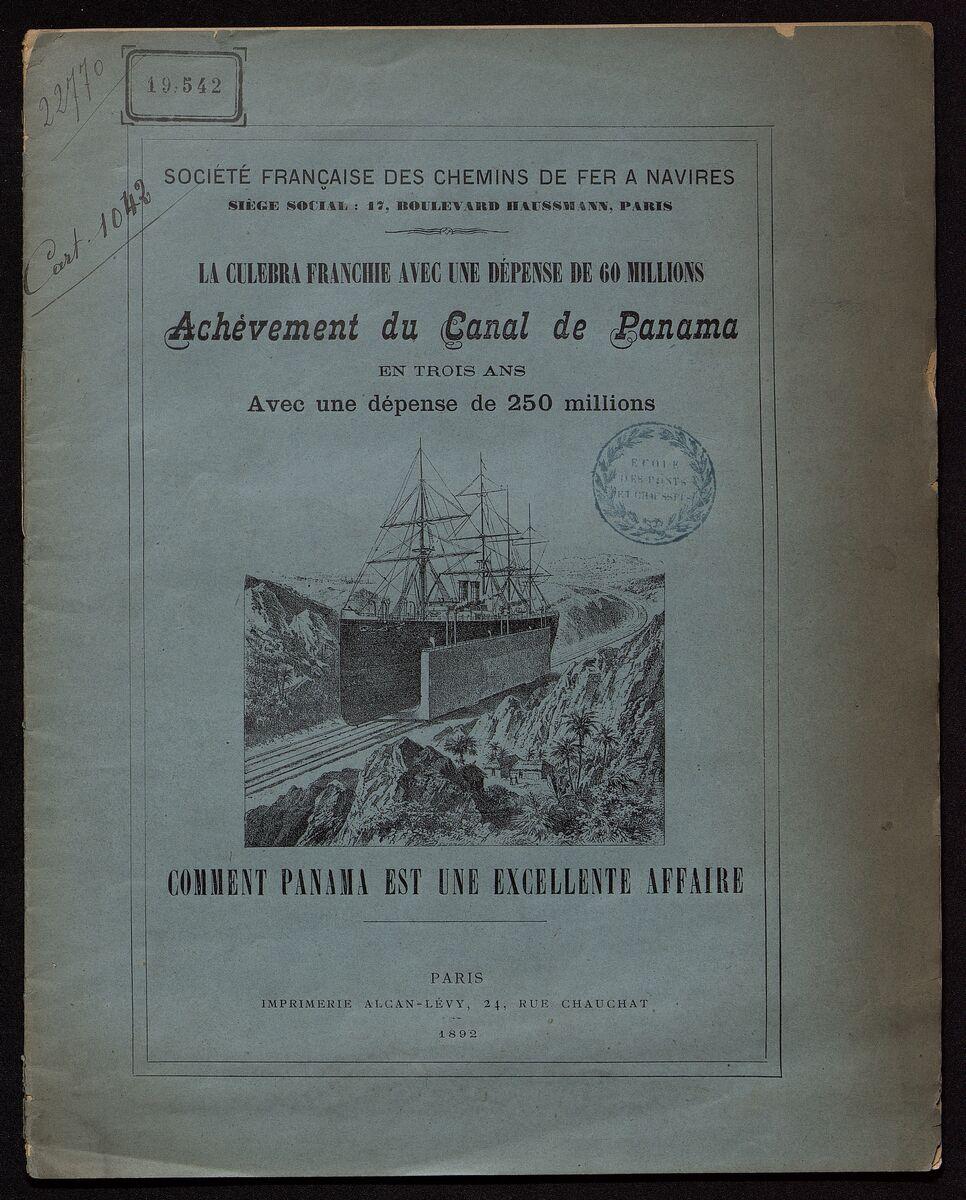 22770
19.542
Cart. 1042
SOCIÉTÉ FRANÇAISE DES CHEMINS DE FER A NAVIRES
SIÈGE SOCIAL : 17, BOULEVARD HAUSSMANN, PARIS
LA CULEBRA FRANCHIE AVEC UNE DÉPENSE DE 60 MILLIONS
Achèvement du Canal de Panama
EN TROIS ANS
Avec une dépense de 250 millions
ECOLE
DES PONTS
ET CHAUSSÉES
COMMENT PANAMA EST UNE EXCELLENTE AFFAIRE
PARIS
IMPRIMERIE ALCAN-LÉVY, 24, RUE CHAUCHAT
1892